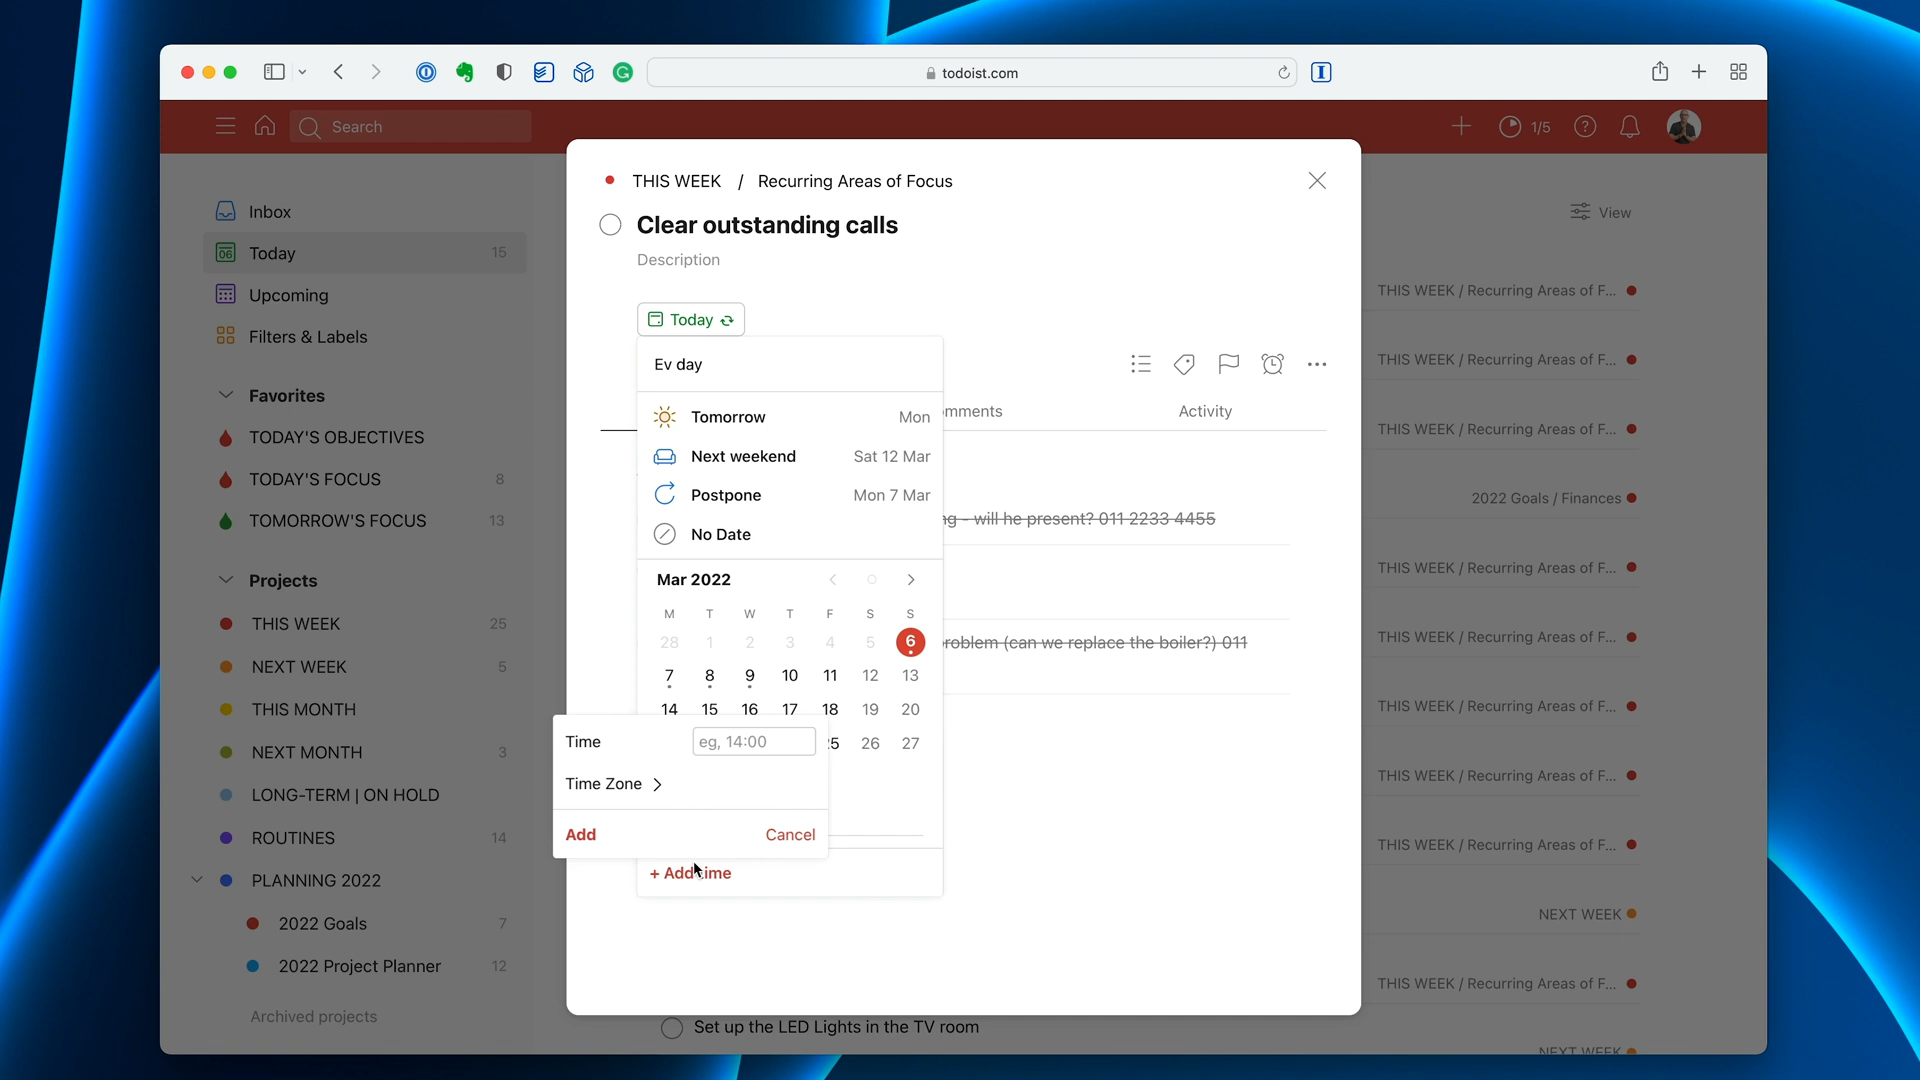 todoist.com
Search
1/5
Inbox
06 Today 15
Upcoming
Filters & Labels
Favorites
TODAY'S OBJECTIVES
TODAY'S FOCUS 8
TOMORROW'S FOCUS 13
Projects
THIS WEEK 25
NEXT WEEK 5
THIS MONTH
NEXT MONTH 3
LONG-TERM | ON HOLD
ROUTINES 14
PLANNING 2022
2022 Goals 7
2022 Project Planner 12
Archived projects
THIS WEEK / Recurring Areas of Focus
Clear outstanding calls
Description
Today
Ev day
Tomorrow Mon
Next weekend Sat 12 Mar
Postpone Mon 7 Mar
No Date
Mar 2022
M T W T F S S
28 1 2 3 4 5 6
7 8 9 10 11 12 13
14 15 16 17 18 19 20
26 27
Time eg, 14:00
Time Zone
Add Cancel
+ Add time
mments
Activity
ng - will he present? 011 2233 4455
roblem (can we replace the boiler?) 011
Set up the LED Lights in the TV room
View
THIS WEEK / Recurring Areas of F...
THIS WEEK / Recurring Areas of F...
THIS WEEK / Recurring Areas of F...
2022 Goals / Finances
THIS WEEK / Recurring Areas of F...
THIS WEEK / Recurring Areas of F...
THIS WEEK / Recurring Areas of F...
THIS WEEK / Recurring Areas of F...
THIS WEEK / Recurring Areas of F...
NEXT WEEK
THIS WEEK / Recurring Areas of F...
NEXT WEEK